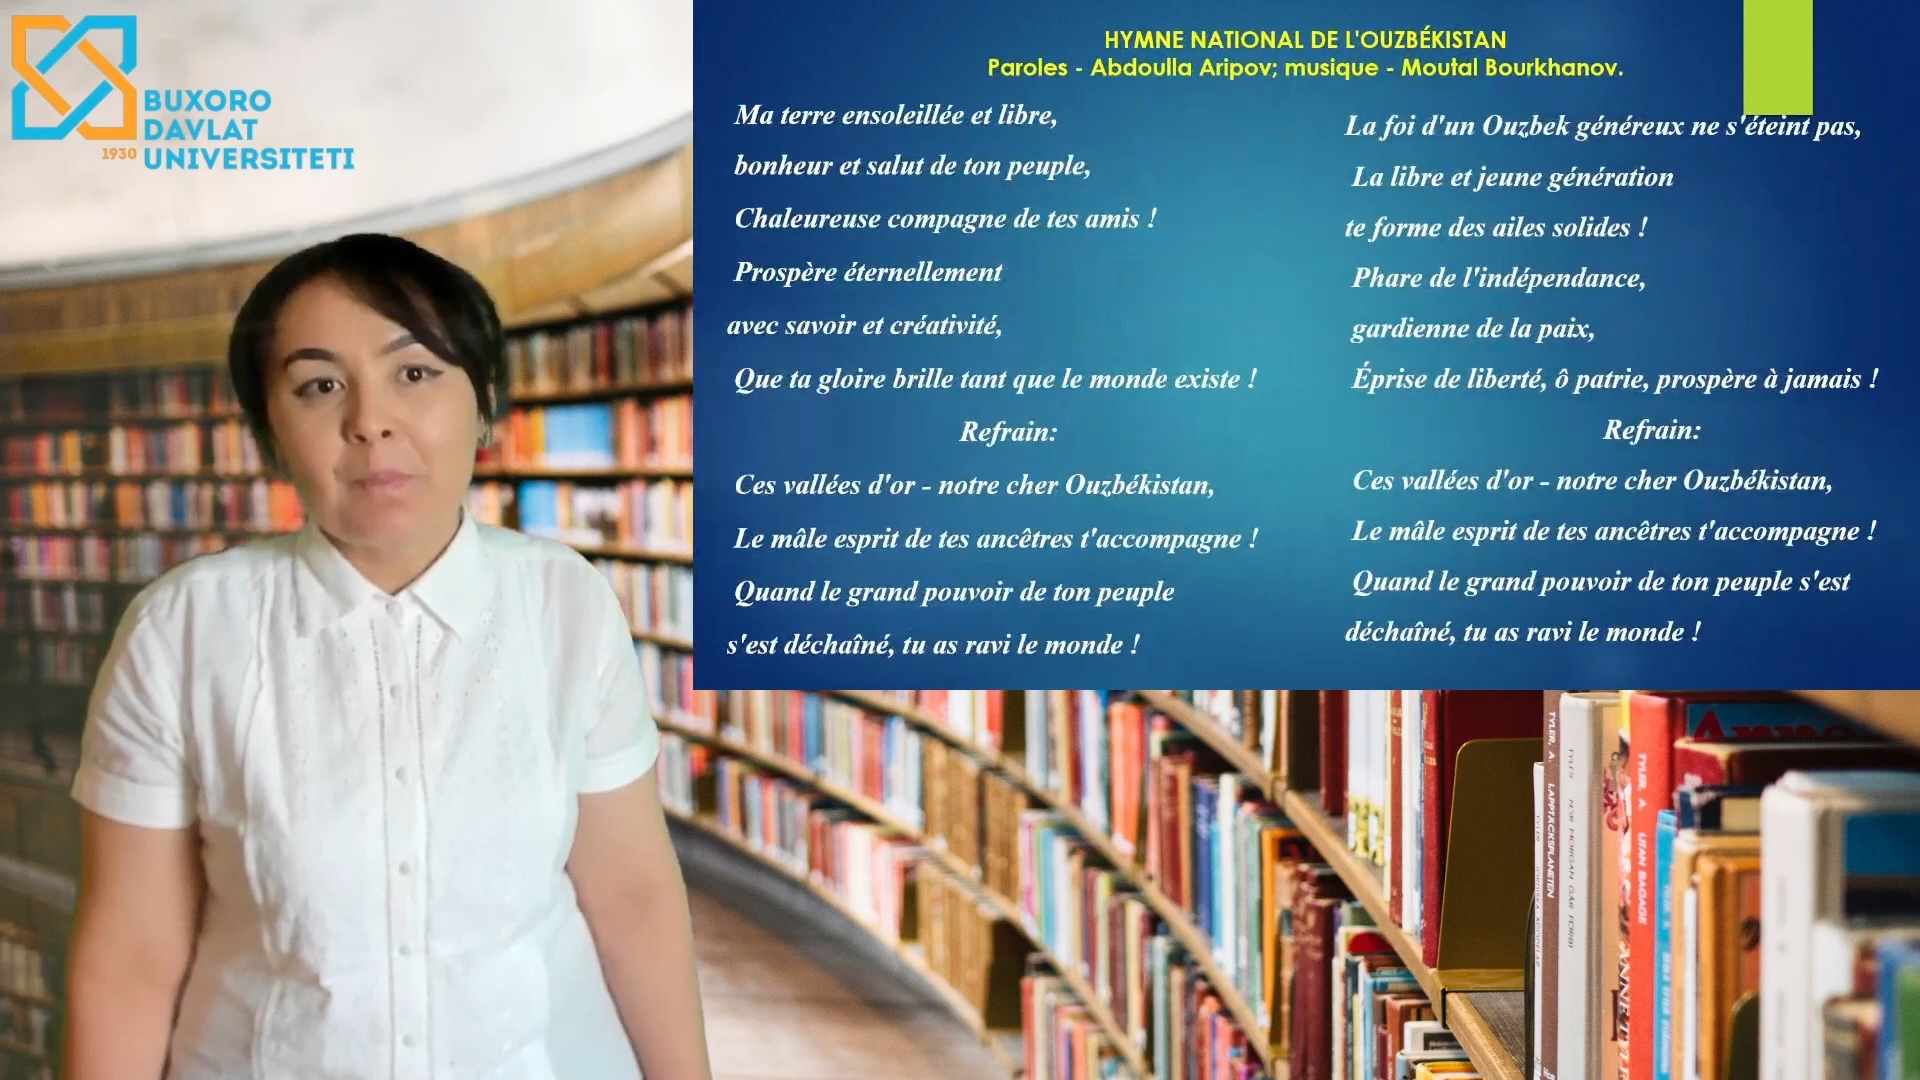 BUXORO
DAVLAT
1930 UNIVERSITETI
HYMNE NATIONAL DE L'OUZBÉKISTAN
Paroles - Abdoulla Aripov; musique - Moutal Bourkhanov.
Ma terre ensoleillée et libre,
bonheur et salut de ton peuple,
Chaleureuse compagne de tes amis !
Prospère éternellement
avec savoir et créativité,
Que ta gloire brille tant que le monde existe !
Refrain:
Ces vallées d'or - notre cher Ouzbékistan,
Le mâle esprit de tes ancêtres t'accompagne !
Quand le grand pouvoir de ton peuple
s'est déchaîné, tu as ravi le monde !
La foi d'un Ouzbek généreux ne s'éteint pas,
La libre et jeune génération
te forme des ailes solides !
Phare de l'indépendance,
gardienne de la paix,
Éprise de liberté, ô patrie, prospère à jamais !
Refrain:
Ces vallées d'or - notre cher Ouzbékistan,
Le mâle esprit de tes ancêtres t'accompagne !
Quand le grand pouvoir de ton peuple s'est
déchaîné, tu as ravi le monde !
TYLER, A
LAPPTÄCKSPLANETEN
TYLER, A.